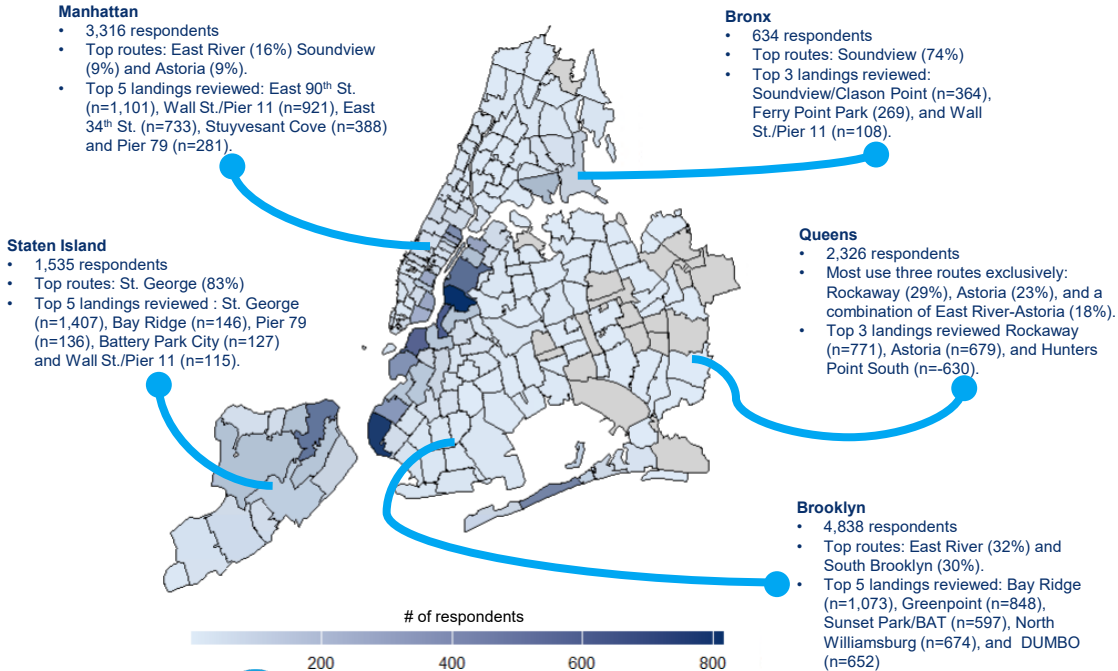 Manhattan
• 3,316 respondents
• Top routes: East River (16%) Soundview
(9%) and Astoria (9%).
• Top 5 landings reviewed: East 90th St.
(n=1,101), Wall St./Pier 11 (n=921), East
34th St. (n=733), Stuyvesant Cove (n=388)
and Pier 79 (n=281).
Bronx
• 634 respondents
• Top routes: Soundview (74%)
• Top 3 landings reviewed:
Soundview/Clason Point (n=364),
Ferry Point Park (269), and Wall
St./Pier 11 (n=108).
Staten Island
• 1,535 respondents
• Top routes: St. George (83%)
• Top 5 landings reviewed : St. George
(n=1,407), Bay Ridge (n=146), Pier 79
(n=136), Battery Park City (n=127)
and Wall St./Pier 11 (n=115).
Queens
• 2,326 respondents
• Most use three routes exclusively:
Rockaway (29%), Astoria (23%), and a
combination of East River-Astoria (18%).
• Top 3 landings reviewed Rockaway
(n=771), Astoria (n=679), and Hunters
Point South (n=-630).
Brooklyn
• 4,838 respondents
• Top routes: East River (32%) and
South Brooklyn (30%).
• Top 5 landings reviewed: Bay Ridge
(n=1,073), Greenpoint (n=848),
Sunset Park/BAT (n=597), North
Williamsburg (n=674), and DUMBO
(n=652)
# of respondents
200 400 600 800